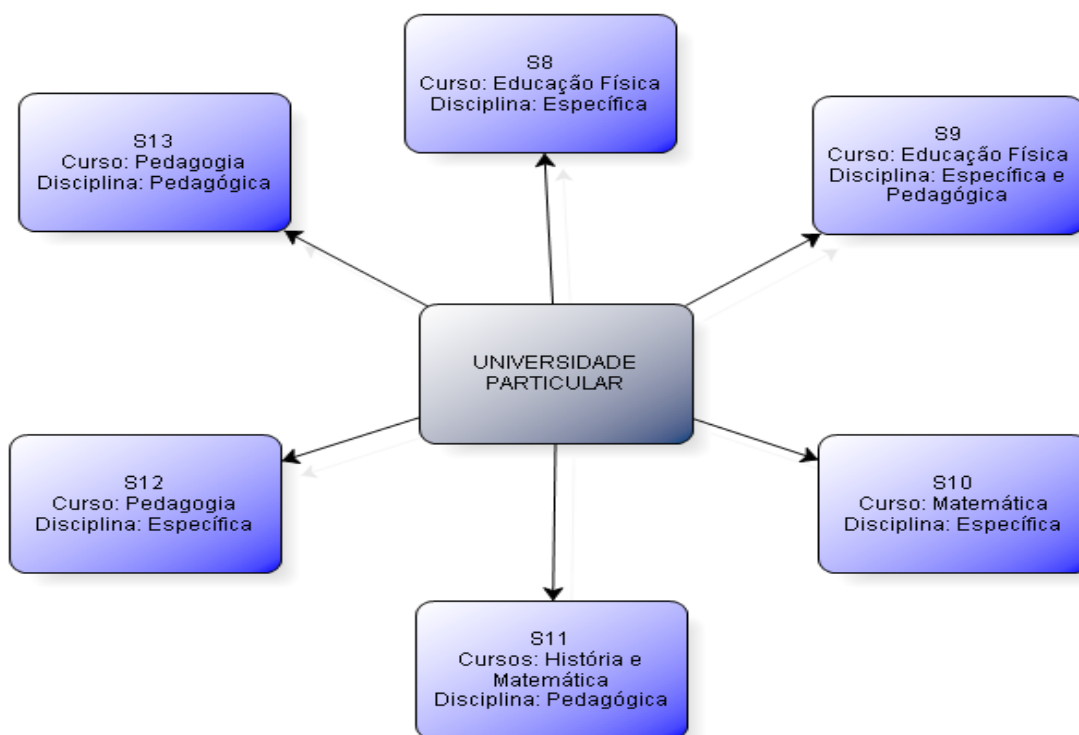 S8
Curso: Educação Física
Disciplina: Específica
S13
Curso: Pedagogia
Disciplina: Pedagógica
S9
Curso: Educação Física
Disciplina: Específica e
Pedagógica
UNIVERSIDADE
PARTICULAR
S12
Curso: Pedagogia
Disciplina: Específica
S10
Curso: Matemática
Disciplina: Específica
S11
Cursos: História e
Matemática
Disciplina: Pedagógica